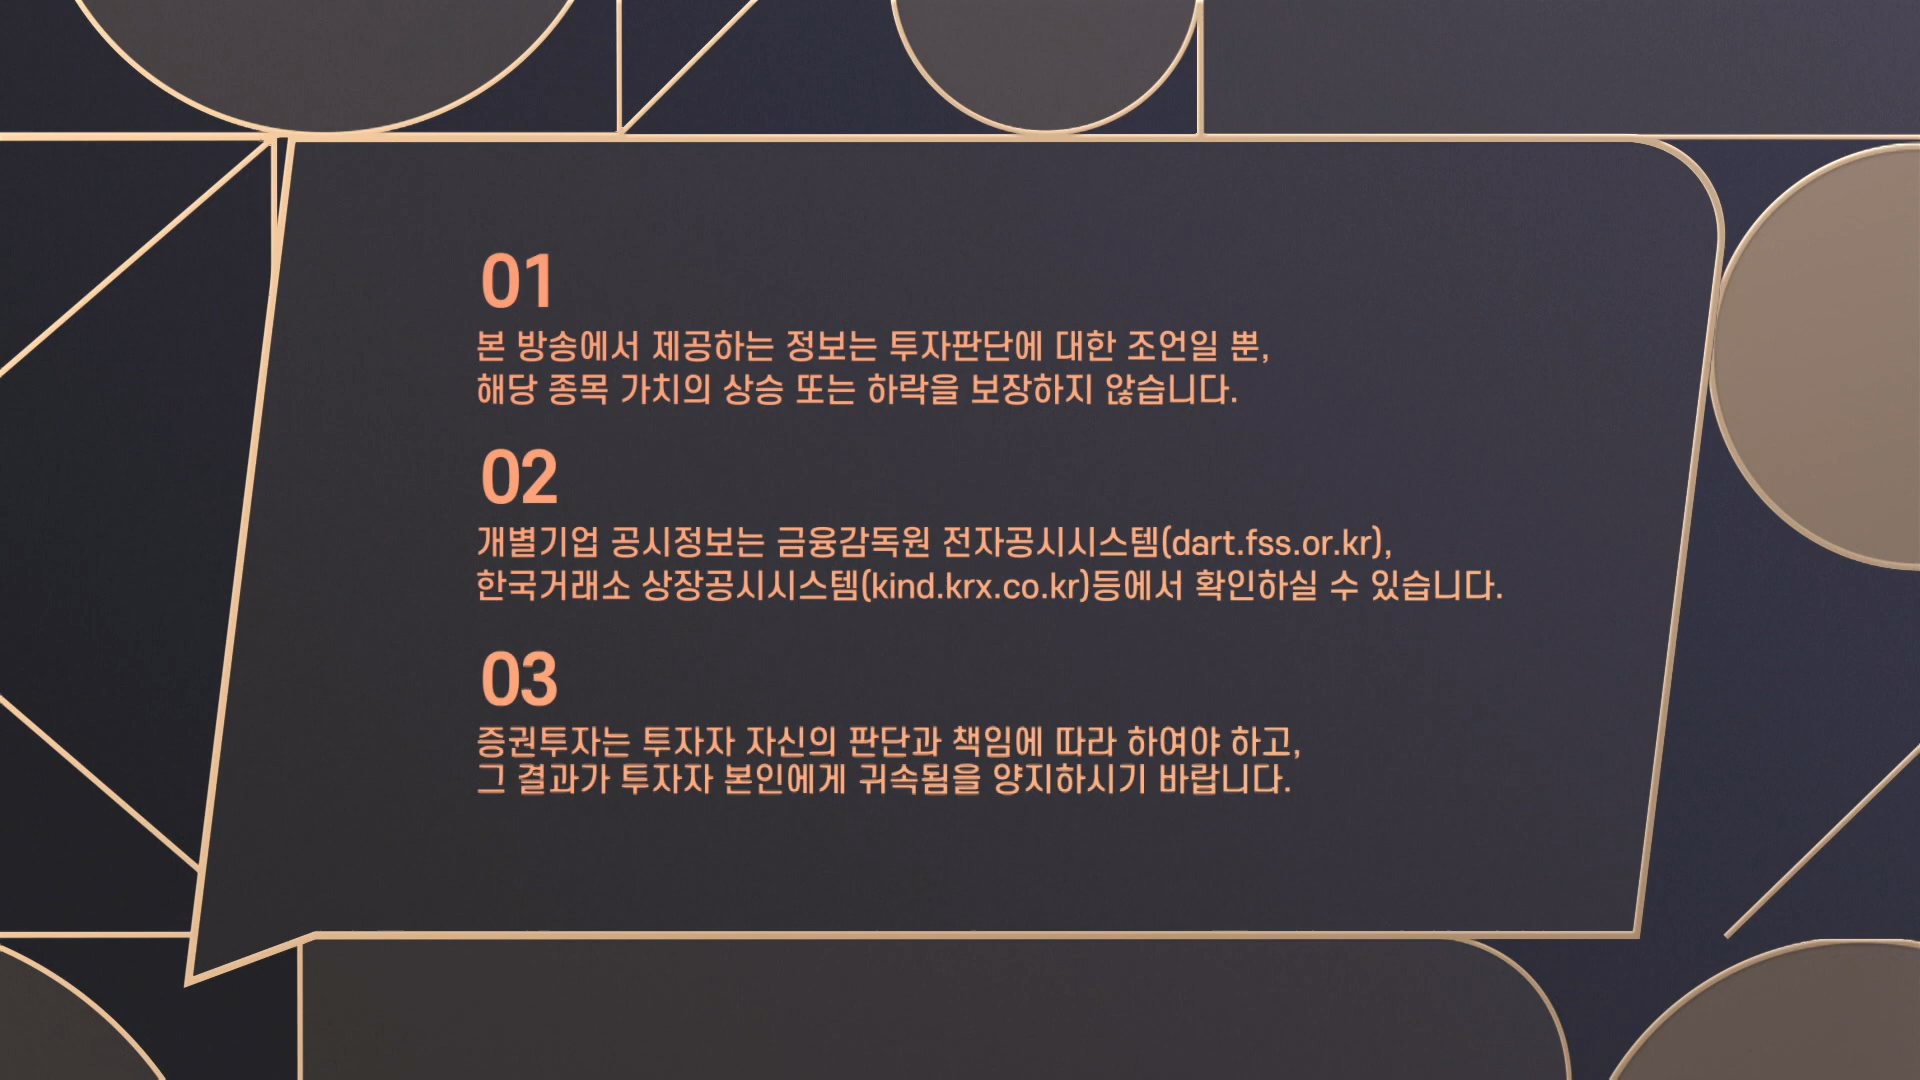 01
본 방송에서 제공하는 정보는 투자판단에 대한 조언일 뿐,
해당 종목 가치의 상승 또는 하락을 보장하지 않습니다.
02
개별기업 공시정보는 금융감독원 전자공시시스템(dart.fss.or.kr),
한국거래소 상장공시시스템(kind.krx.co.kr)등에서 확인하실 수 있습니다.
03
증권투자는 투자자 자신의 판단과 책임에 따라 하여야 하고,
그 결과가 투자자 본인에게 귀속됨을 양지하시기 바랍니다.